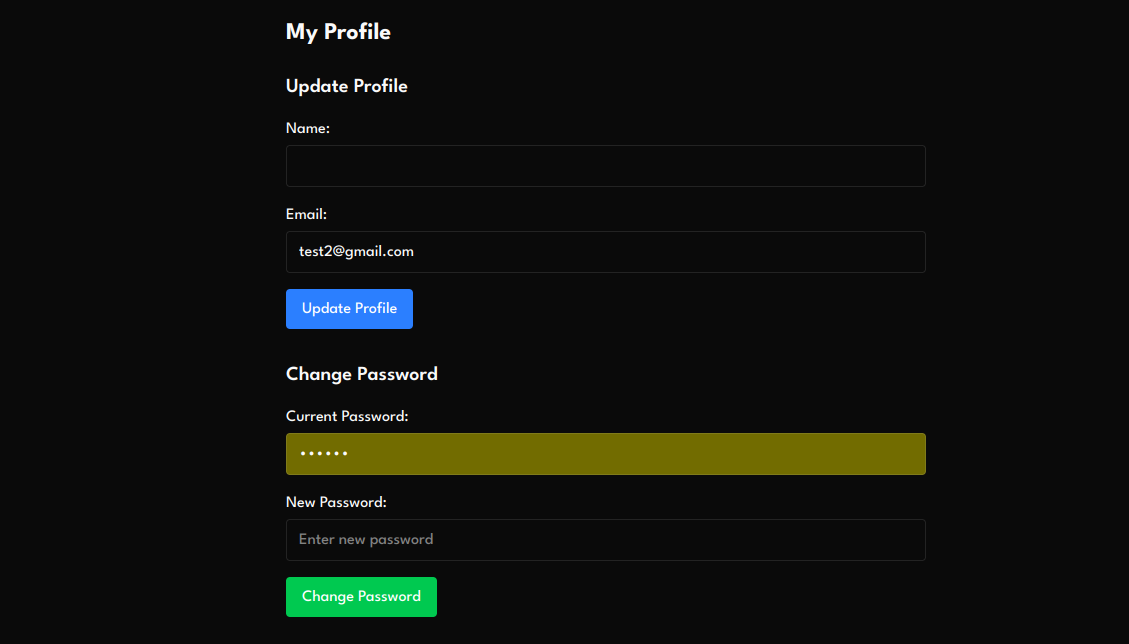 My Profile
Update Profile
Name:
Email:
test2@gmail.com
Update Profile
Change Password
Current Password:
••••••
New Password:
Enter new password
Change Password